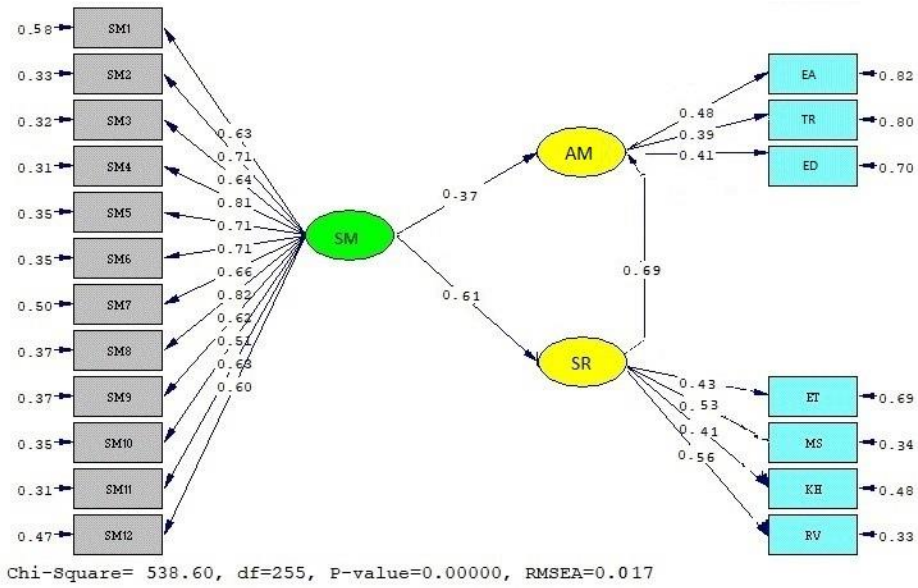 0.58 SM1
0.33 SM2 EA 0.82
0.32 SM3 0.63 0.48 TR 0.80
0.71 0.39
0.31 SM4 0.64 AM 0.41 ED 0.70
0.81
0.35 SM5 0.71 0.37
0.71 SM
0.35 SM6 0.66
0.82 0.69
0.50 SM7 0.62 0.61
0.51
0.37 SM8 0.63 SR
0.60 0.43
0.37 SM9 0.53 ET 0.69
0.41
0.35 SM10 0.56 MS 0.34
0.31 SM11 KH 0.48
0.47 SM12 RV 0.33
Chi-Square= 538.60, df=255, P-value=0.00000, RMSEA=0.017